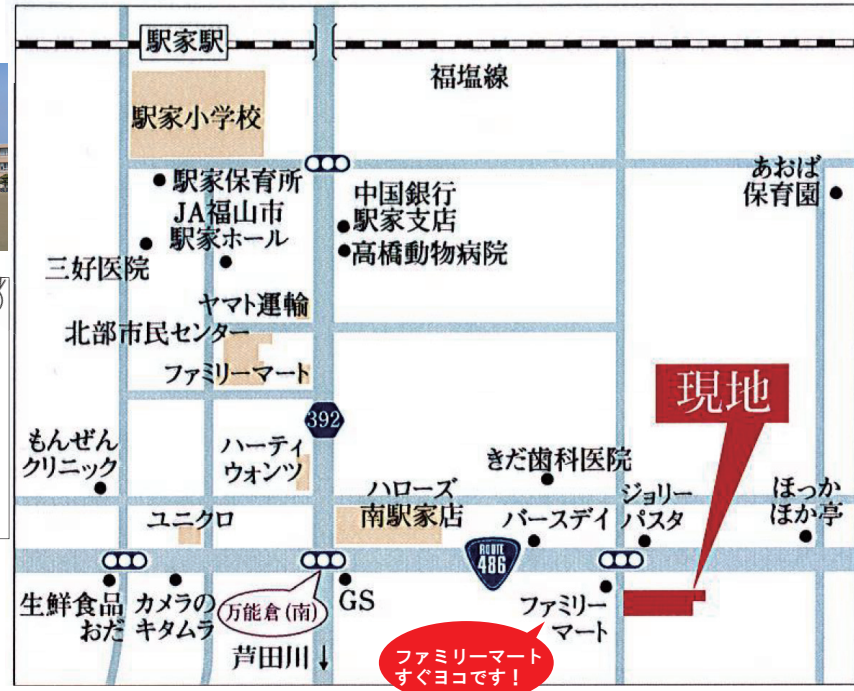 駅家駅
福塩線
駅家小学校
駅家保育所
JA福山市
駅家ホール
三好医院
中国銀行
駅家支店
高橋動物病院
あおば
保育園
ヤマト運輸
北部市民センター
ファミリーマート
現地
392
もんぜん
クリニック
ハーティ
ウォンツ
ハローズ
南駅家店
きだ歯科医院
ジョリー
パスタ
ほっか
ほか亭
ユニクロ
バースデイ
ROUTE
486
生鮮食品
おだ
カメラの
キタムラ
万能倉(南)
GS
ファミリー
マート
芦田川↓
ファミリーマート
すぐヨコです!